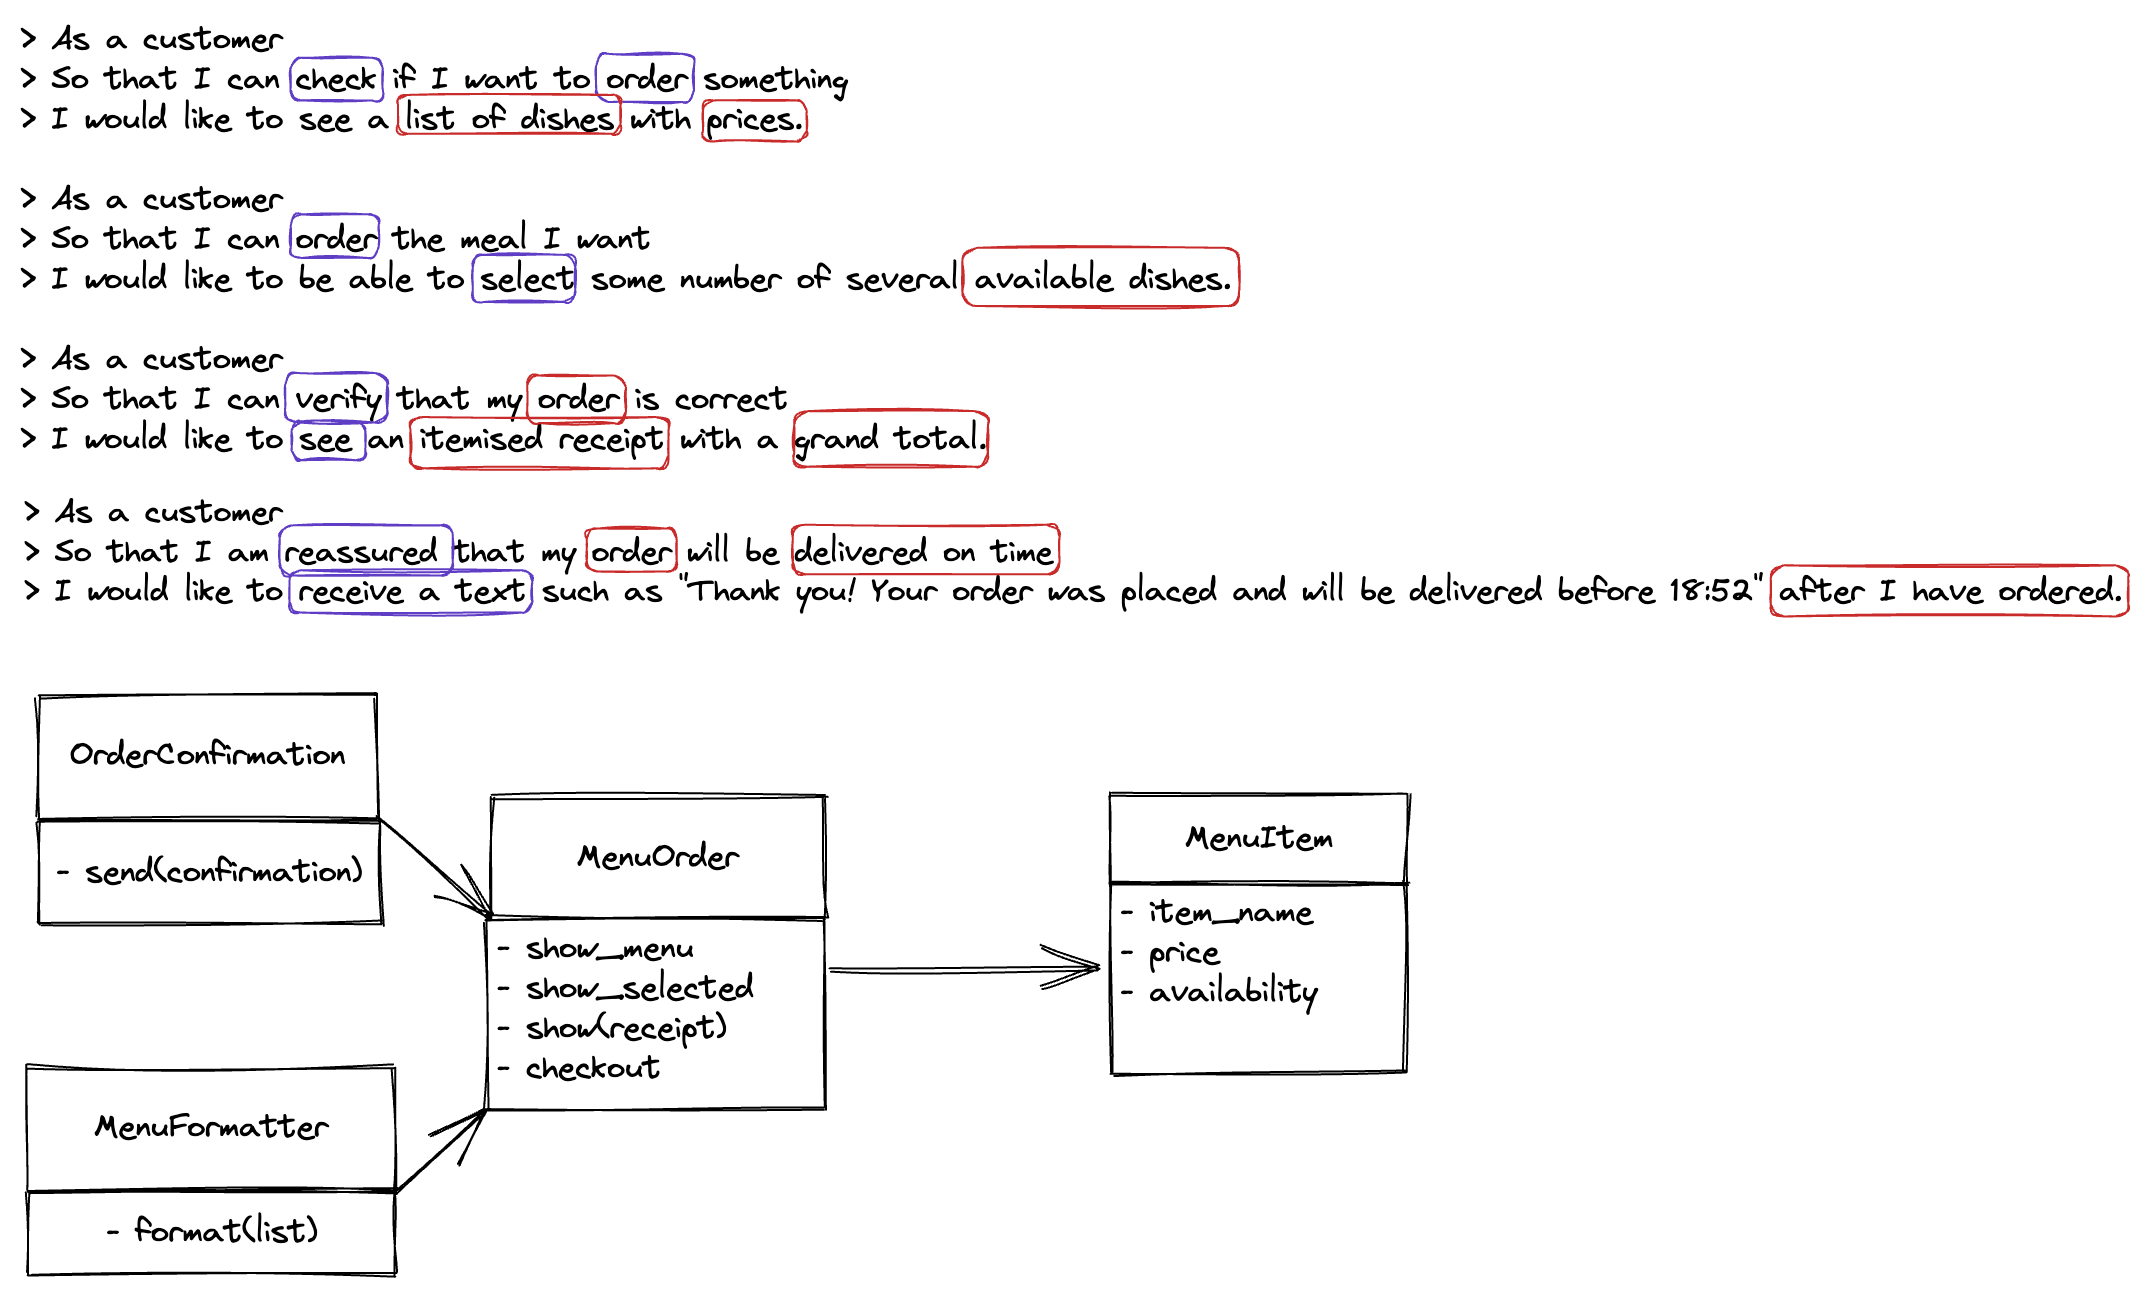 > As a customer
> So that I can check if I want to order something
> I would like to see a list of dishes with prices.
> As a customer
> So that I can order the meal I want
> I would like to be able to select some number of several available dishes.
> As a customer
> So that I can verify that my order is correct
> I would like to see an itemised receipt with a grand total.
> As a customer
> So that I am reassured that my order will be delivered on time
> I would like to receive a text such as "Thank you! Your order was placed and will be delivered before 18:52" after I have ordered.
OrderConfirmation
- send(confirmation)
MenuOrder
- show_menu
- show_selected
- show(receipt)
- checkout
MenuItem
- item_name
- price
- availability
MenuFormatter
- format(list)